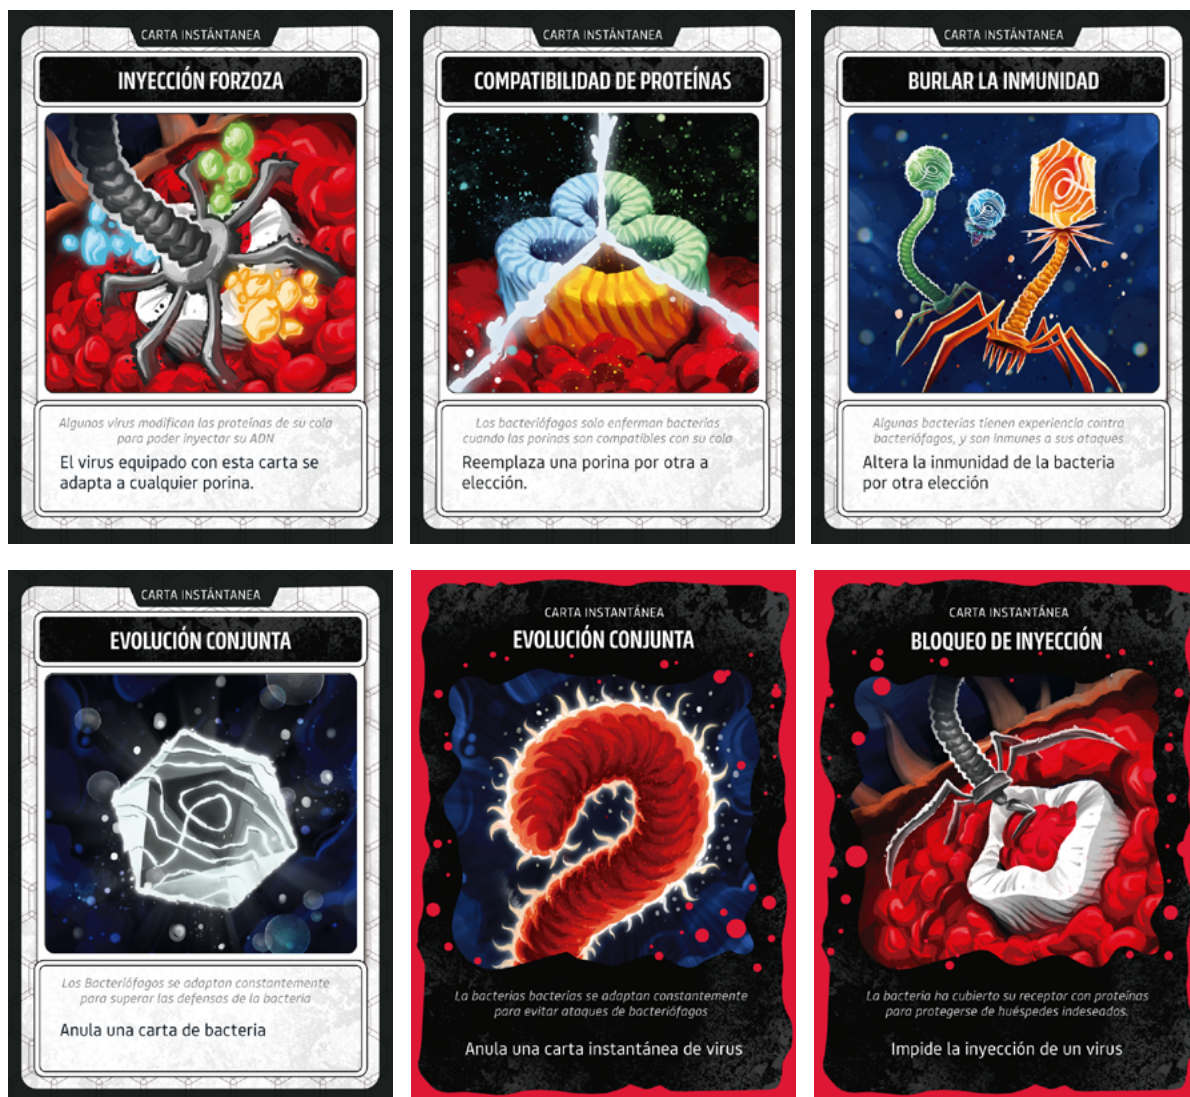 CARTA INSTÁNTANEA
INYECCIÓN FORZOZA
Algunos virus modifican las proteínas de su cola
para poder inyectar su ADN
El virus equipado con esta carta se
adapta a cualquier porina.
CARTA INSTÁNTANEA
COMPATIBILIDAD DE PROTEÍNAS
Los bacteriófagos solo enferman bacterias
cuando las porinas son compatibles con su cola
Reemplaza una porina por otra a
elección.
CARTA INSTÁNTANEA
BURLAR LA INMUNIDAD
Algunas bacterias tienen experiencia contra
bacteriófagos, y son inmunes a sus ataques
Altera la inmunidad de la bacteria
por otra elección
CARTA INSTÁNTANEA
EVOLUCIÓN CONJUNTA
Los Bacteriófagos se adaptan constantemente
para superar las defensas de la bacteria
Anula una carta de bacteria
CARTA INSTANTÁNEA
EVOLUCIÓN CONJUNTA
La bacterias bacterias se adaptan constantemente
para evitar ataques de bacteriófagos
Anula una carta instantánea de virus
CARTA INSTANTÁNEA
BLOQUEO DE INYECCIÓN
La bacteria ha cubierto su receptor con proteínas
para protegerse de huéspedes indeseados.
Impide la inyección de un virus